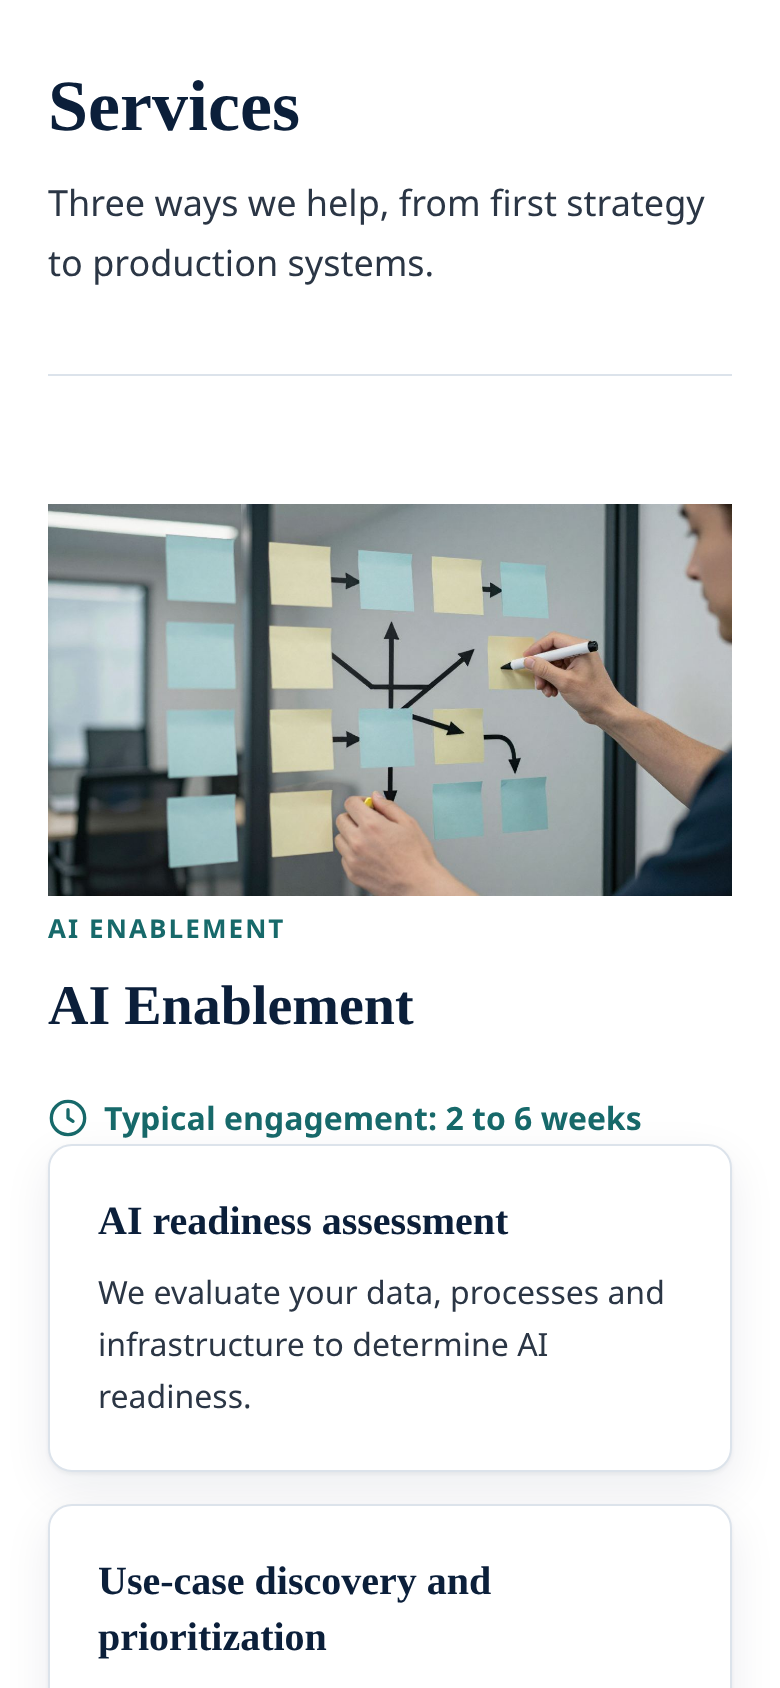 Services
Three ways we help, from first strategy
to production systems.
AI ENABLEMENT
AI Enablement
Typical engagement: 2 to 6 weeks
AI readiness assessment
We evaluate your data, processes and
infrastructure to determine AI
readiness.
Use-case discovery and
prioritization